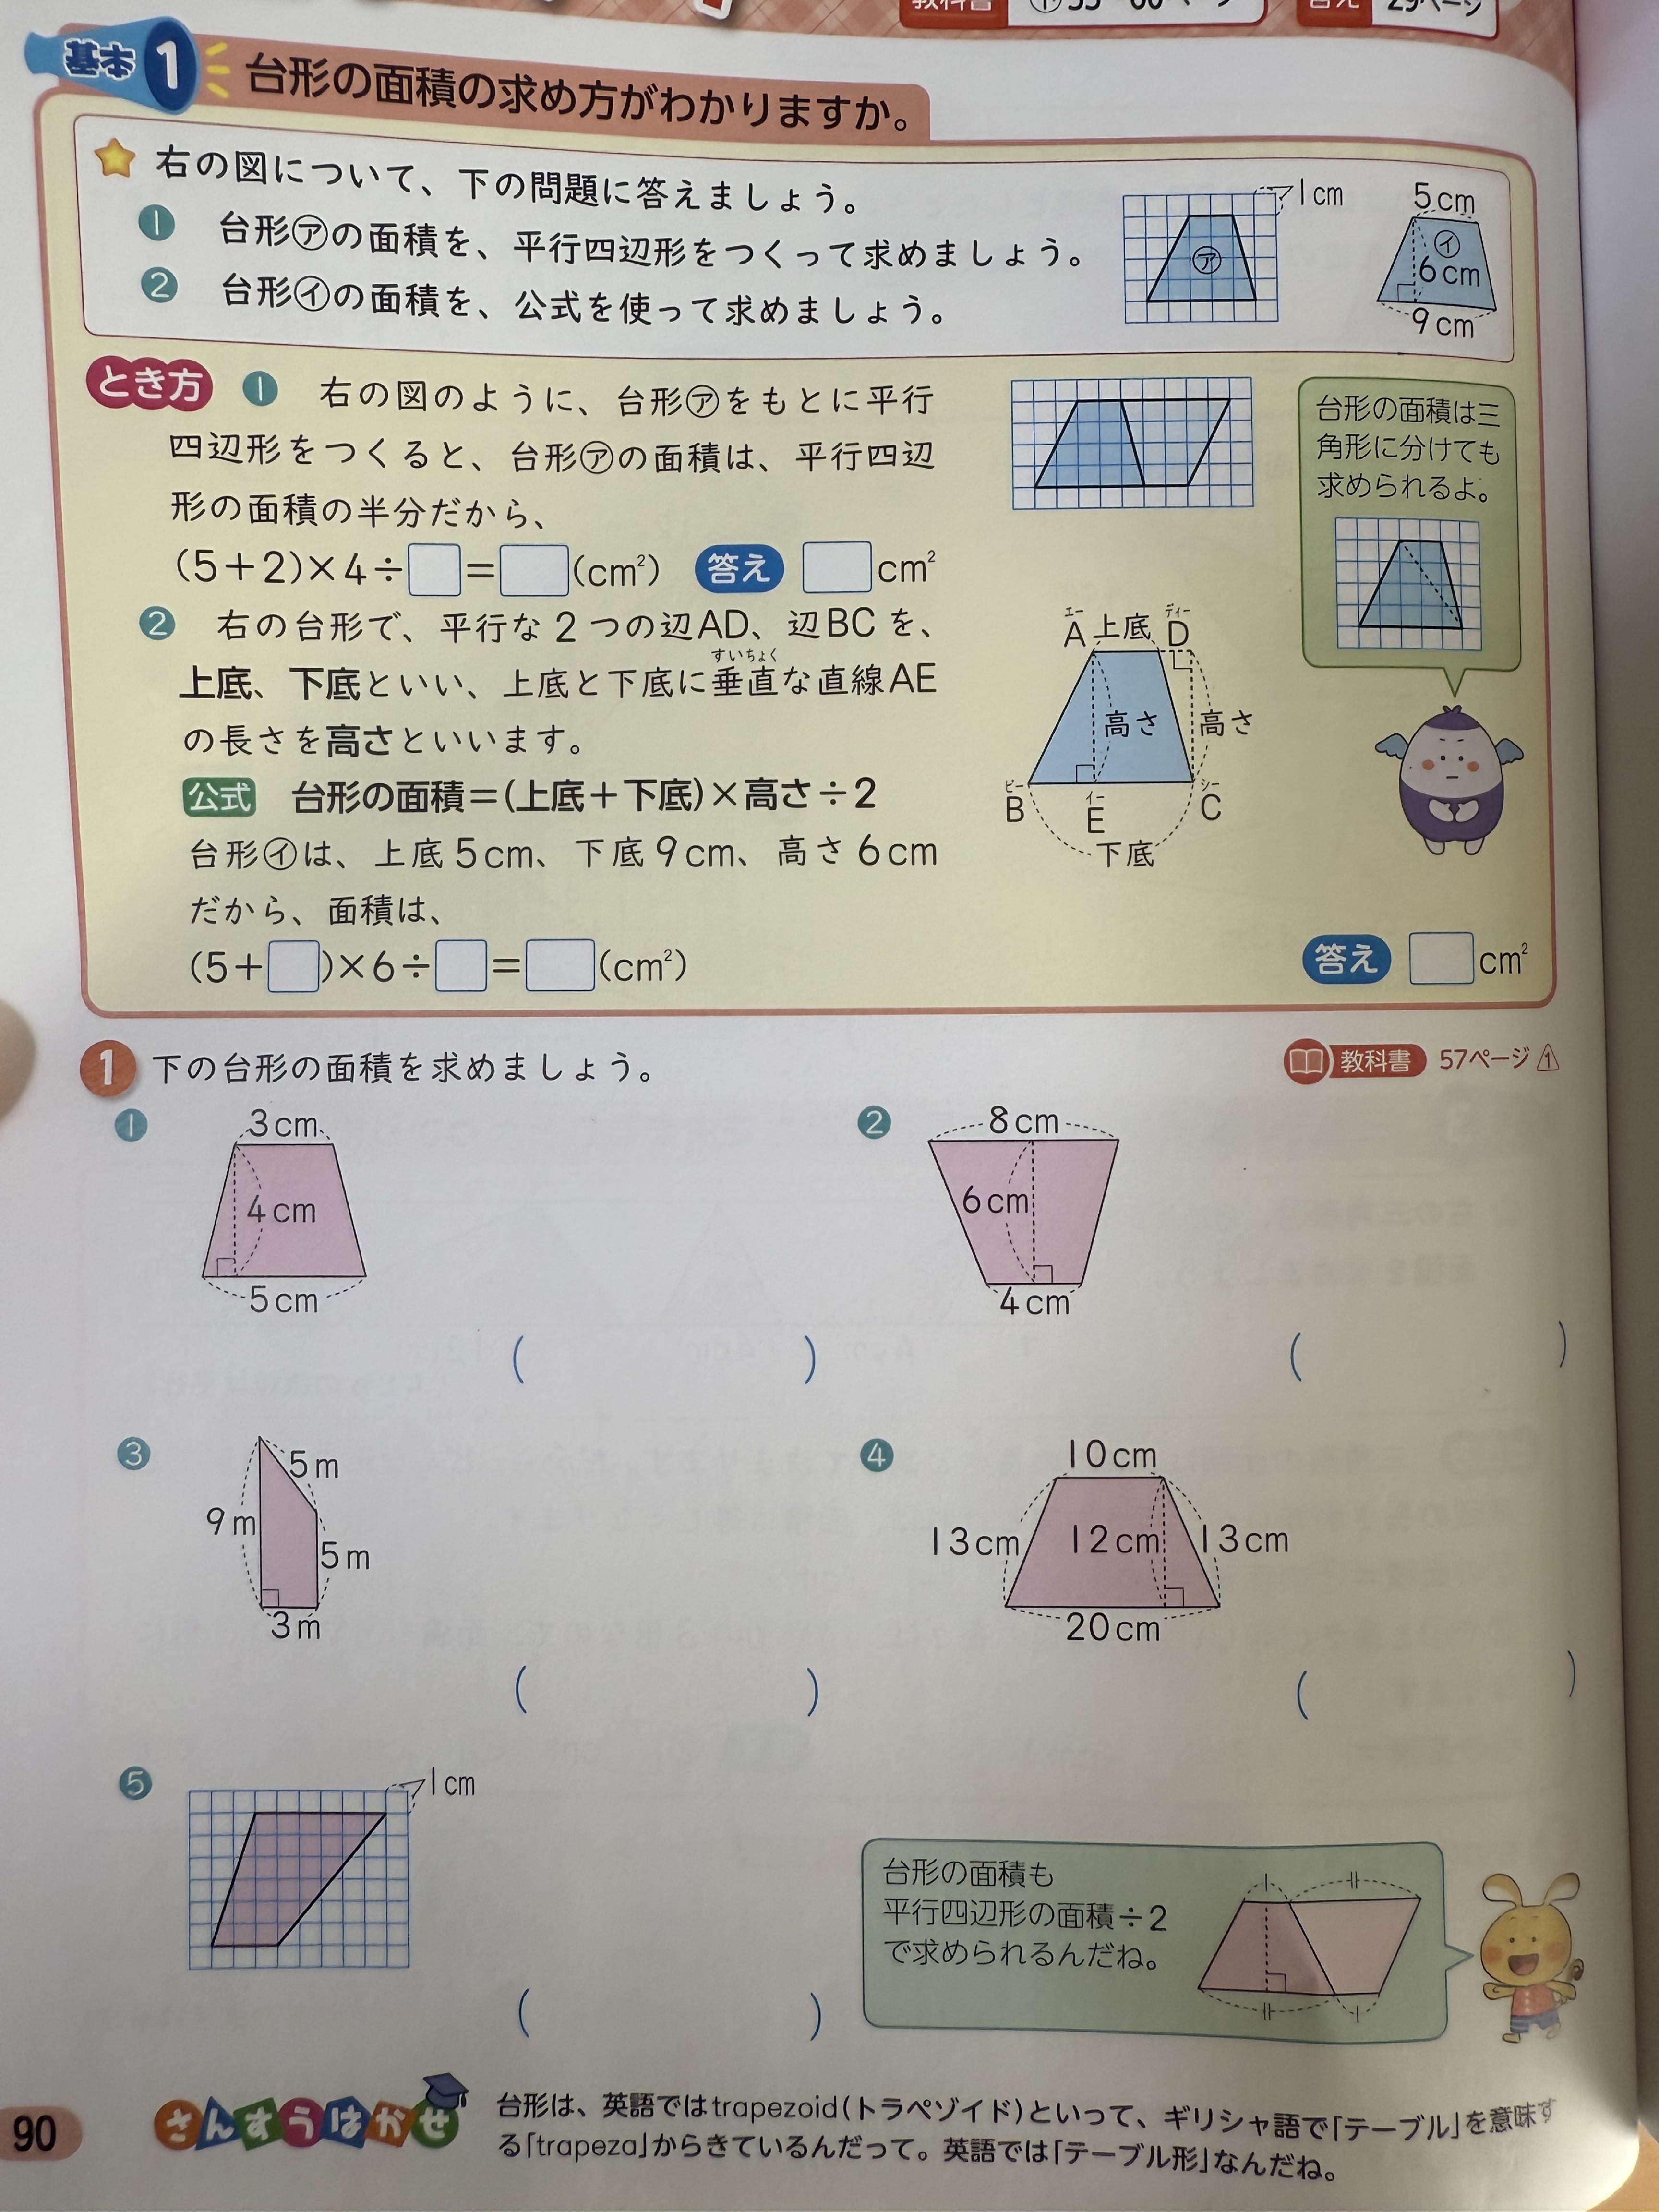 基本 1 台形の面積の求め方がわかりますか。
右の図について、下の問題に答えましょう。
1 台形㋐の面積を、平行四辺形をつくって求めましょう。
2 台形㋑の面積を、公式を使って求めましょう。
1cm
㋐
5cm
㋑
6cm
9cm
とき方 1 右の図のように、台形㋐をもとに平行
四辺形をつくると、台形㋐の面積は、平行四辺
形の面積の半分だから、
(5+2)×4÷□=□(cm²) 答え □cm²
台形の面積は三
角形に分けても
求められるよ。
2 右の台形で、平行な2つの辺AD、辺BCを、
すいちょく
上底、下底といい、上底と下底に垂直な直線AE
の長さを高さといいます。
公式 台形の面積=(上底+下底)×高さ÷2
台形㋑は、上底5cm、下底9cm、高さ6cm
だから、面積は、
(5+□)×6÷□=□(cm²)
エー ディー
A 上底 D
高さ 高さ
ビー イー シー
B E C
下底
答え □cm²
1 下の台形の面積を求めましょう。
教科書 57ページ 1
1
3cm
4cm
5cm
( )
2
8cm
6cm
4cm
( )
3
5m
9m
5m
3m
( )
4
10cm
13cm 12cm 13cm
20cm
( )
5
1cm
( )
台形の面積も
平行四辺形の面積÷2
で求められるんだね。
90
さんすうはかせ
台形は、英語ではtrapezoid(トラペゾイド)といって、ギリシャ語で「テーブル」を意味す
る「trapeza」からきているんだって。英語では「テーブル形」なんだね。